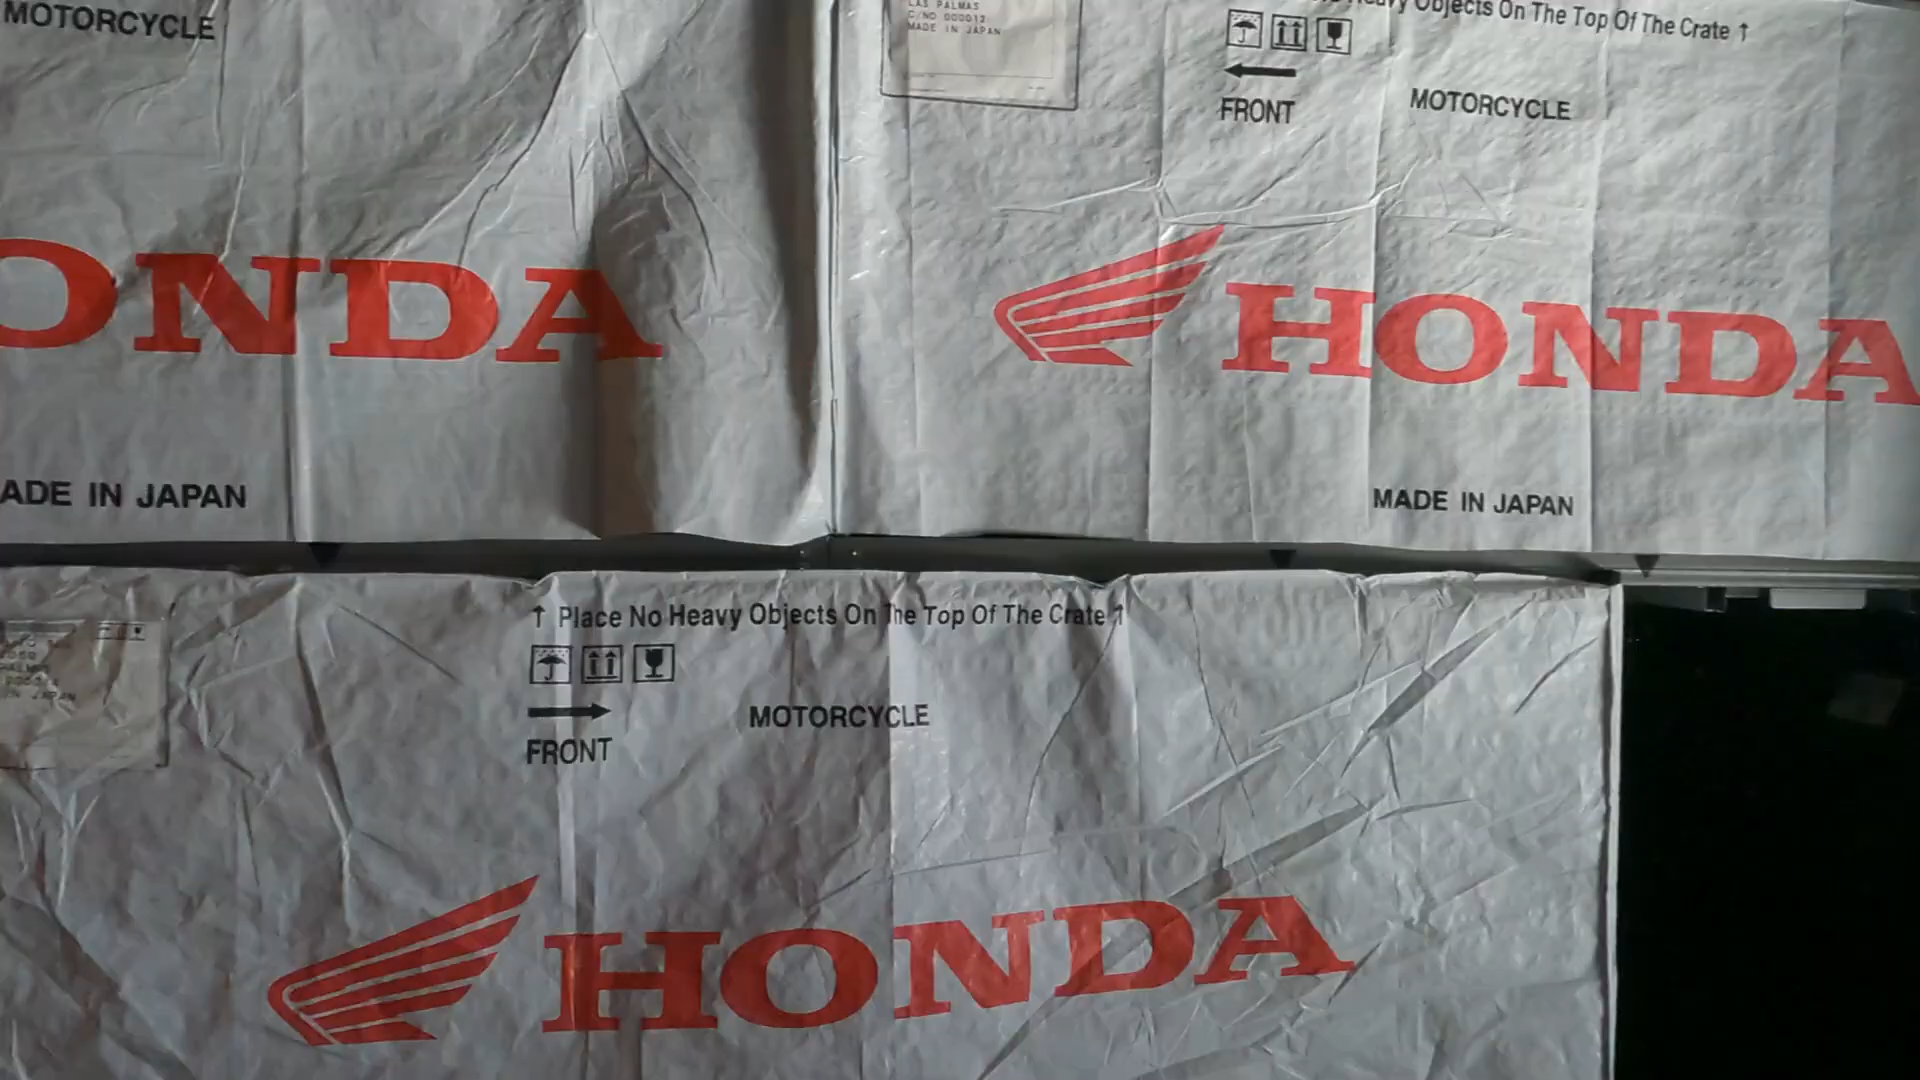 MOTORCYCLE
ONDA
ADE IN JAPAN
LAS PALMAS
C/NO 000012
MADE IN JAPAN
Objects On The Top Of The Crate ↑
FRONT
MOTORCYCLE
HONDA
MADE IN JAPAN
↑ Place No Heavy Objects On The Top Of The Crate ↑
FRONT
MOTORCYCLE
IN JAPAN
HONDA